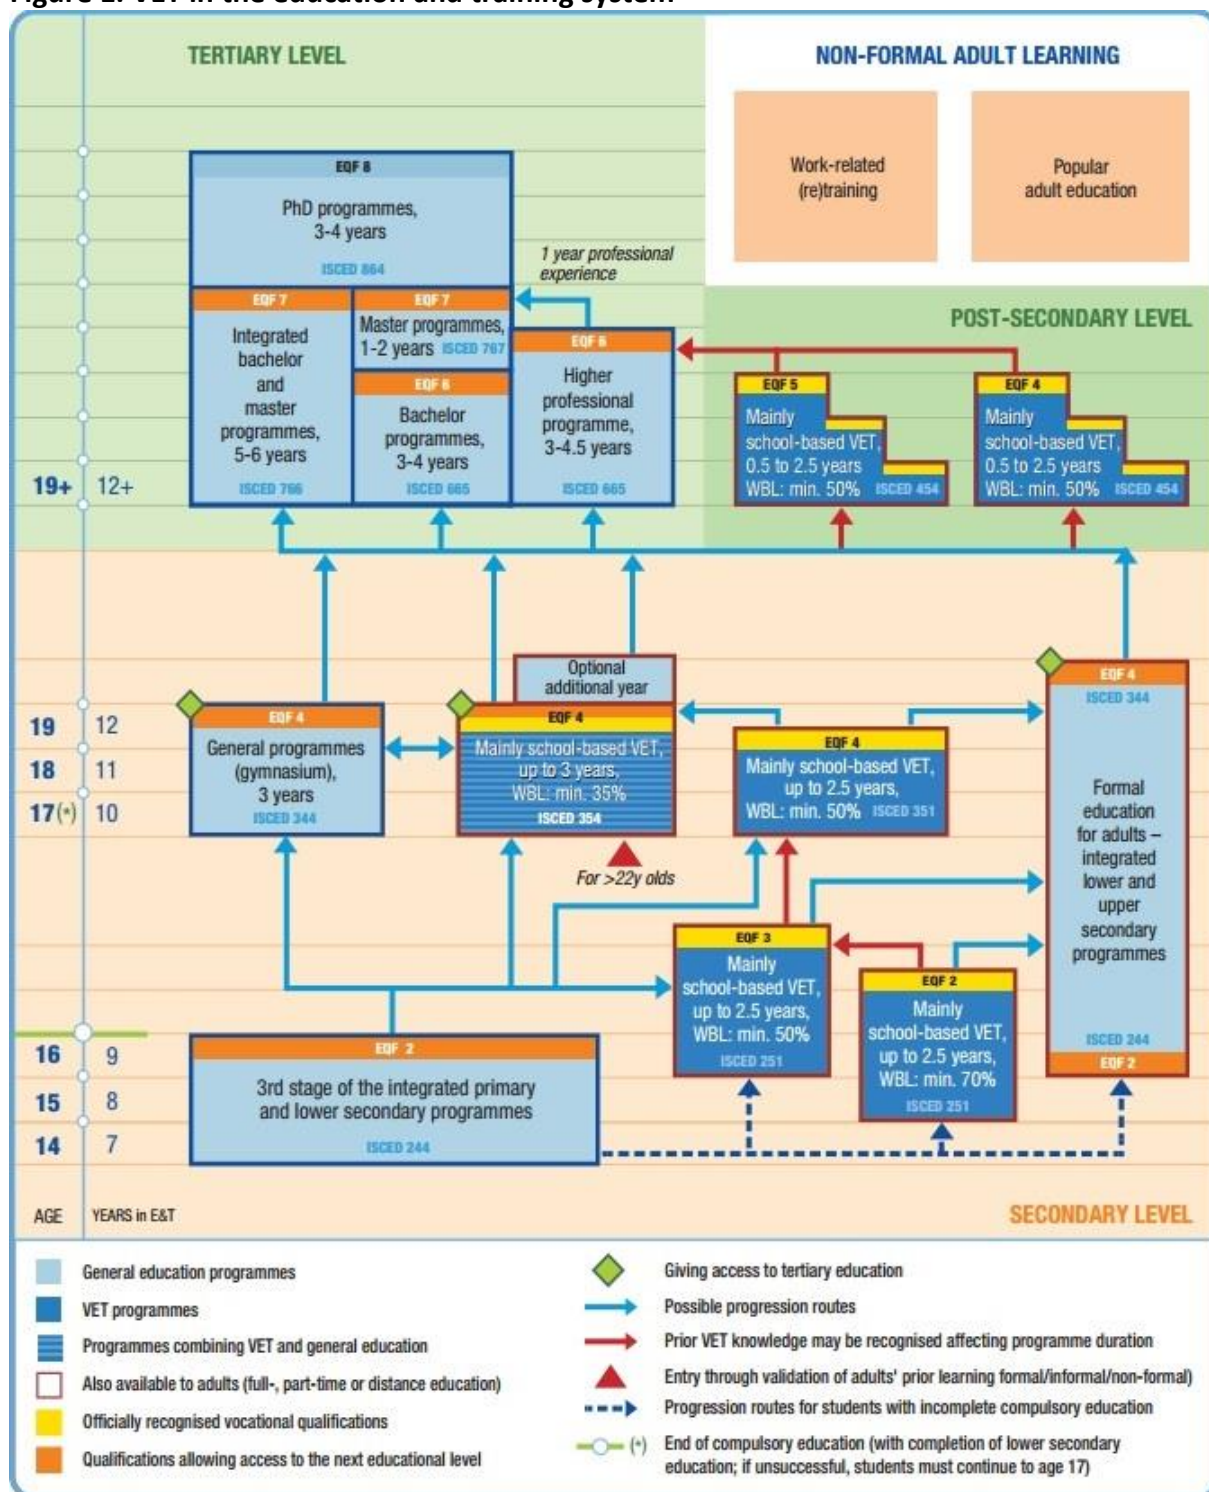 Figure 1. VET in the education and training system
TERTIARY LEVEL
NON-FORMAL ADULT LEARNING
Work-related
(re)training
Popular
adult education
EQF 8
PhD programmes,
3-4 years
ISCED 864
1 year professional
experience
EQF 7
Integrated
bachelor
and
master
programmes,
5-6 years
ISCED 766
EQF 7
Master programmes,
1-2 years ISCED 767
EQF 6
Bachelor
programmes,
3-4 years
ISCED 665
EQF 6
Higher
professional
programme,
3-4.5 years
ISCED 665
POST-SECONDARY LEVEL
EQF 5
Mainly
school-based VET,
0.5 to 2.5 years
WBL: min. 50% ISCED 454
EQF 4
Mainly
school-based VET,
0.5 to 2.5 years
WBL: min. 50% ISCED 454
19+ 12+
Optional
additional year
EQF 4
General programmes
(gymnasium),
3 years
ISCED 344
EQF 4
Mainly school-based VET,
up to 3 years,
WBL: min. 35%
ISCED 354
For >22y olds
EQF 4
Mainly school-based VET,
up to 2.5 years,
WBL: min. 50% ISCED 351
EQF 4
ISCED 344
Formal
education
for adults –
integrated
lower and
upper
secondary
programmes
ISCED 244
EQF 2
19 12
18 11
17(*) 10
EQF 3
Mainly
school-based VET,
up to 2.5 years,
WBL: min. 50%
ISCED 251
EQF 2
Mainly
school-based VET,
up to 2.5 years,
WBL: min. 70%
ISCED 251
EQF 2
3rd stage of the integrated primary
and lower secondary programmes
ISCED 244
16 9
15 8
14 7
AGE YEARS in E&T
SECONDARY LEVEL
General education programmes
VET programmes
Programmes combining VET and general education
Also available to adults (full-, part-time or distance education)
Officially recognised vocational qualifications
Qualifications allowing access to the next educational level
Giving access to tertiary education
Possible progression routes
Prior VET knowledge may be recognised affecting programme duration
Entry through validation of adults' prior learning formal/informal/non-formal)
Progression routes for students with incomplete compulsory education
(*) End of compulsory education (with completion of lower secondary
education; if unsuccessful, students must continue to age 17)